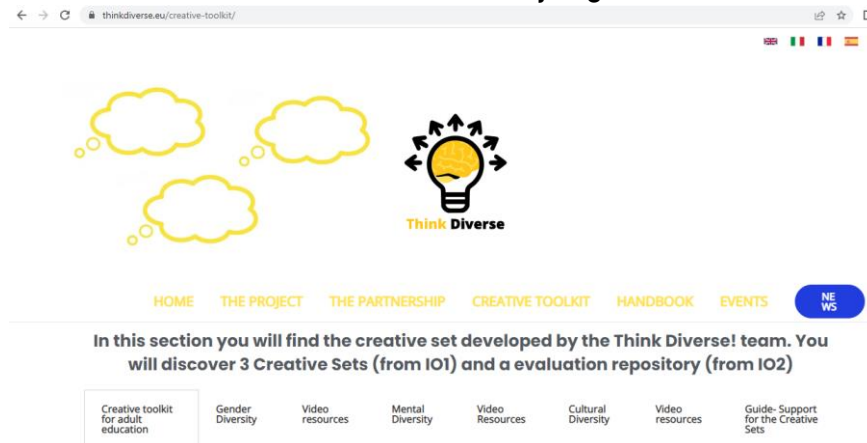 thinkdiverse.eu/creative-toolkit/
Think Diverse
HOME THE PROJECT THE PARTNERSHIP CREATIVE TOOLKIT HANDBOOK EVENTS NE
WS
In this section you will find the creative set developed by the Think Diverse! team. You
will discover 3 Creative Sets (from IO1) and a evaluation repository (from IO2)
Creative toolkit Gender Video Mental Video Cultural Video Guide- Support
for adult Diversity resources Diversity Resources Diversity resources for the Creative
education Sets